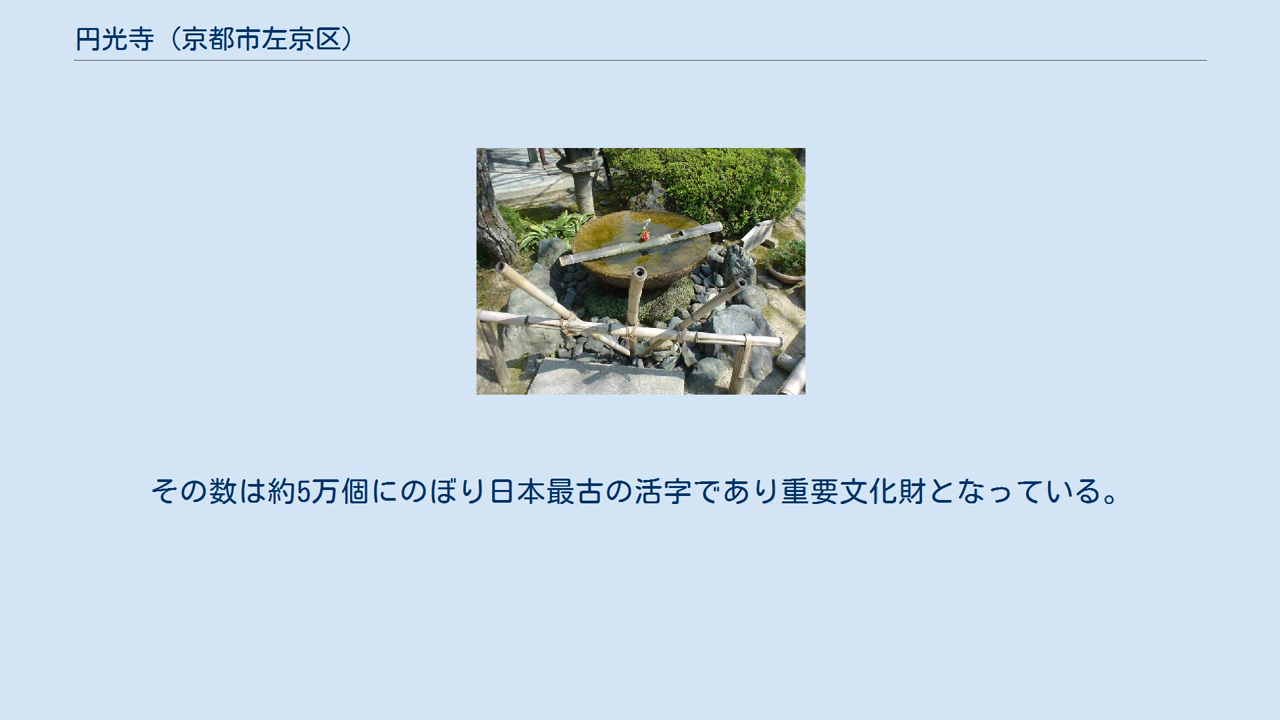 円光寺（京都市左京区）
その数は約5万個にのぼり日本最古の活字であり重要文化財となっている。